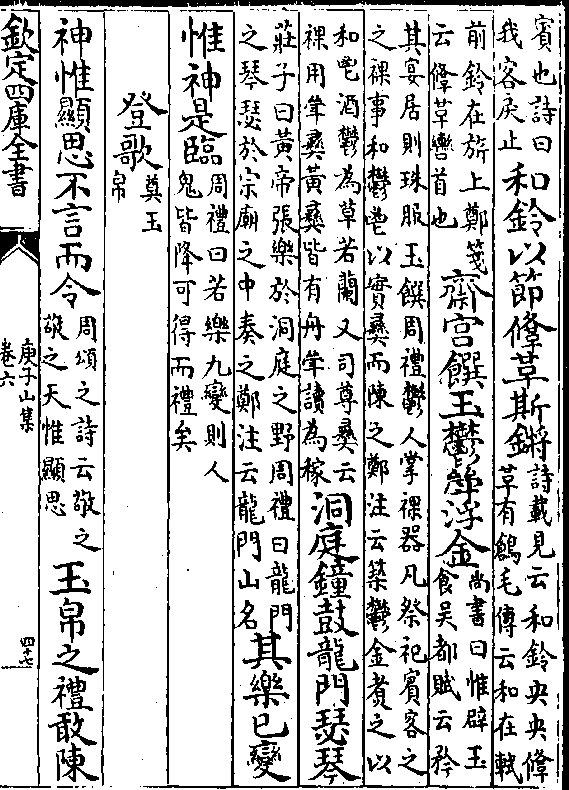 賓也詩曰
我客戾止
和鈴以節鞗革斯鏘
詩載見云和鈴央央鞗
革有鶬毛傳云和在軾
前鈴在旂上鄭箋
云鞗革轡首也
齋宫饌玉鬱斝浮金
尚書曰惟辟玉
食吳都賦云矜
其宴居則珠服玉饌周禮鬱人掌祼器凡祭祀賓客之
之祼事和鬱鬯以實彞而陳之鄭注云築鬱金煮之以
和鬯酒鬱為草若蘭又司尊彞云
祼用斝彞黄彞皆有舟斝讀為稼
洞庭鐘鼓龍門瑟琴
莊子曰黄帝張樂於洞庭之野周禮曰龍門
之琴瑟於宗廟之中奏之鄭注云龍門山名
其樂已變
惟神是臨
周禮曰若樂九變則人
鬼皆降可得而禮矣
登歌
奠玉
帛
神惟顯思不言而令
周頌之詩云敬之
敬之天惟顯思
玉帛之禮敢陳
欽定四庫全書
庾子山集
卷六
四十七